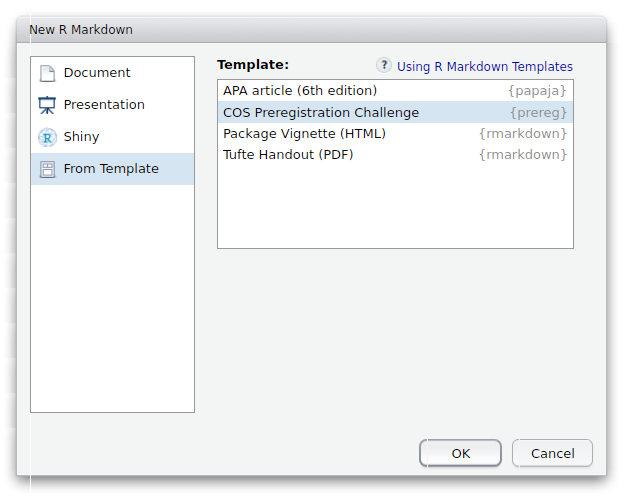 New R Markdown
Document
Presentation
R Shiny
From Template
Template:
? Using R Markdown Templates
APA article (6th edition) {papaja}
COS Preregistration Challenge {prereg}
Package Vignette (HTML) {rmarkdown}
Tufte Handout (PDF) {rmarkdown}
OK Cancel